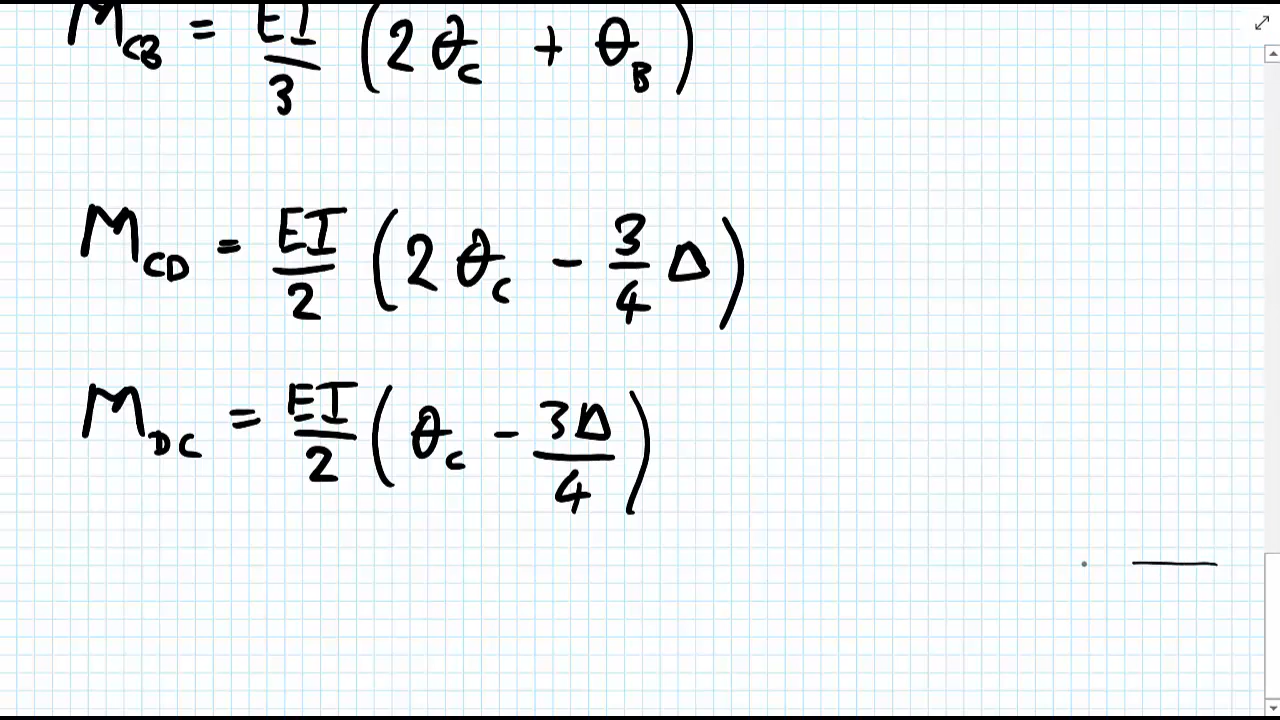 M_CB = EI/3 (2θ_C + θ_B)
M_CD = EI/2 (2θ_C - 3/4 Δ)
M_DC = EI/2 (θ_C - 3Δ/4)